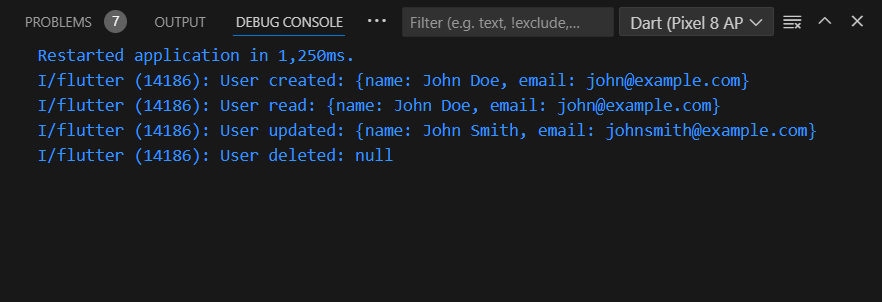 PROBLEMS 7 OUTPUT DEBUG CONSOLE ··· Filter (e.g. text, !exclude,... Dart (Pixel 8 AP
Restarted application in 1,250ms.
I/flutter (14186): User created: {name: John Doe, email: john@example.com}
I/flutter (14186): User read: {name: John Doe, email: john@example.com}
I/flutter (14186): User updated: {name: John Smith, email: johnsmith@example.com}
I/flutter (14186): User deleted: null